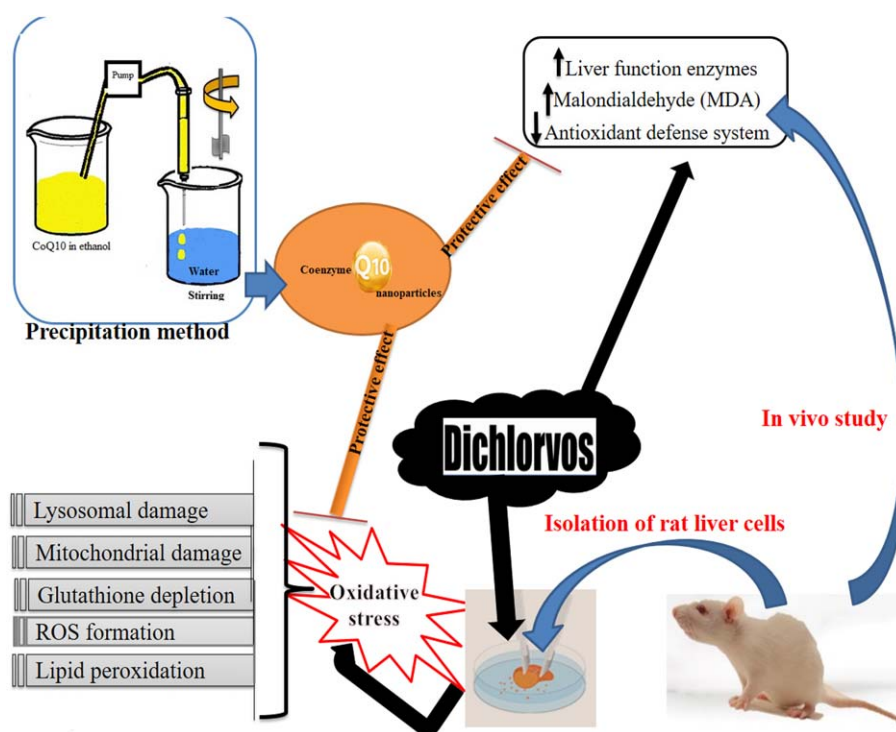 Pump
CoQ10 in ethanol
Water
Stirring
Precipitation method
Coenzyme Q10
nanoparticles
Protective effect
Protective effect
Liver function enzymes
Malondialdehyde (MDA)
Antioxidant defense system
Dichlorvos
In vivo study
Isolation of rat liver cells
Oxidative
stress
Lysosomal damage
Mitochondrial damage
Glutathione depletion
ROS formation
Lipid peroxidation